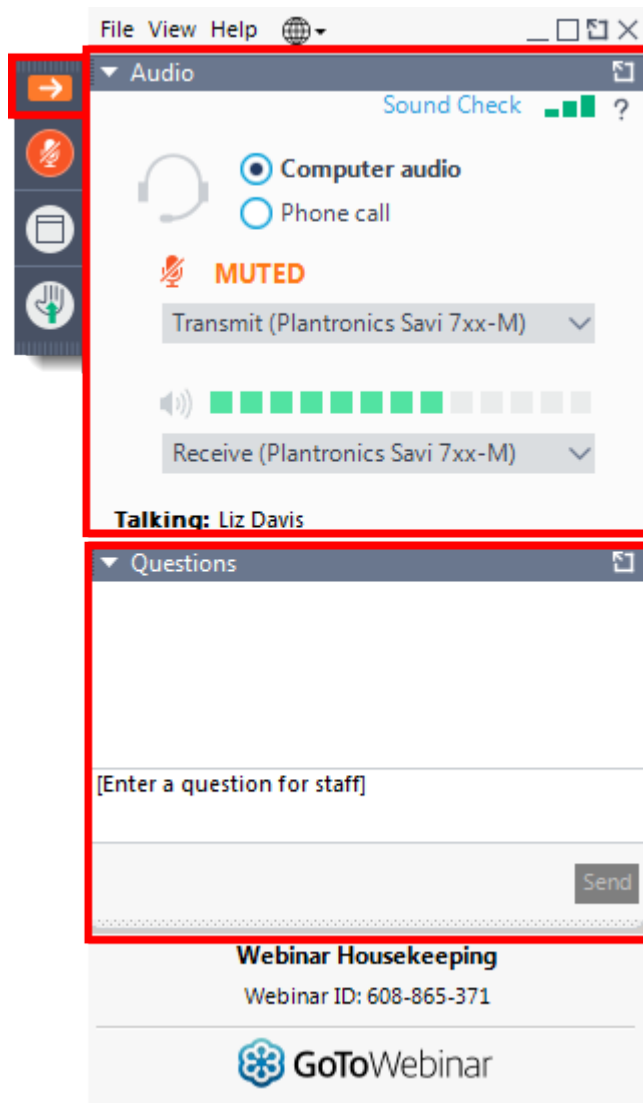 File View Help
Audio
Sound Check ?
Computer audio
Phone call
MUTED
Transmit (Plantronics Savi 7xx-M)
Receive (Plantronics Savi 7xx-M)
Talking: Liz Davis
Questions
[Enter a question for staff]
Send
Webinar Housekeeping
Webinar ID: 608-865-371
GoToWebinar